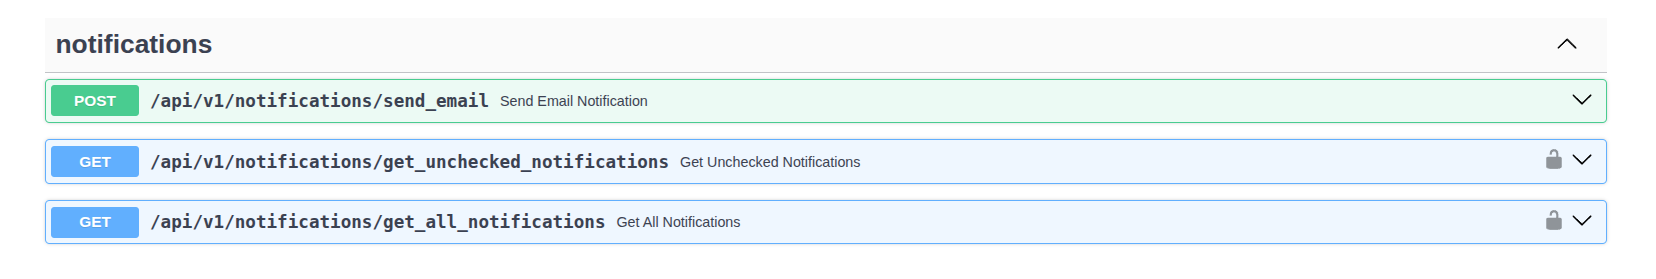 notifications
POST /api/v1/notifications/send_email Send Email Notification
GET /api/v1/notifications/get_unchecked_notifications Get Unchecked Notifications
GET /api/v1/notifications/get_all_notifications Get All Notifications